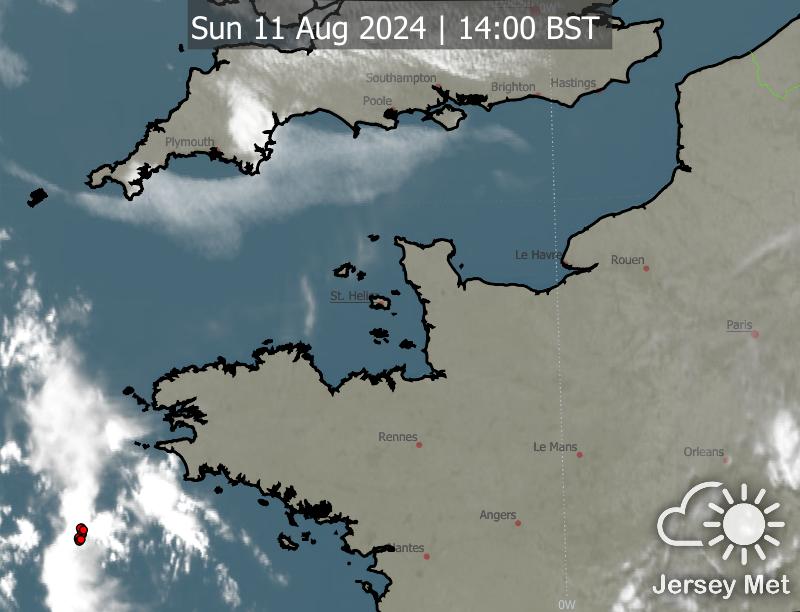 Sun 11 Aug 2024 | 14:00 BST
0W
Southampton
Brighton
Hastings
Poole
Plymouth
Le Havre
Rouen
St. Helier
Paris
Rennes
Le Mans
Orleans
Angers
Nantes
0W
Jersey Met